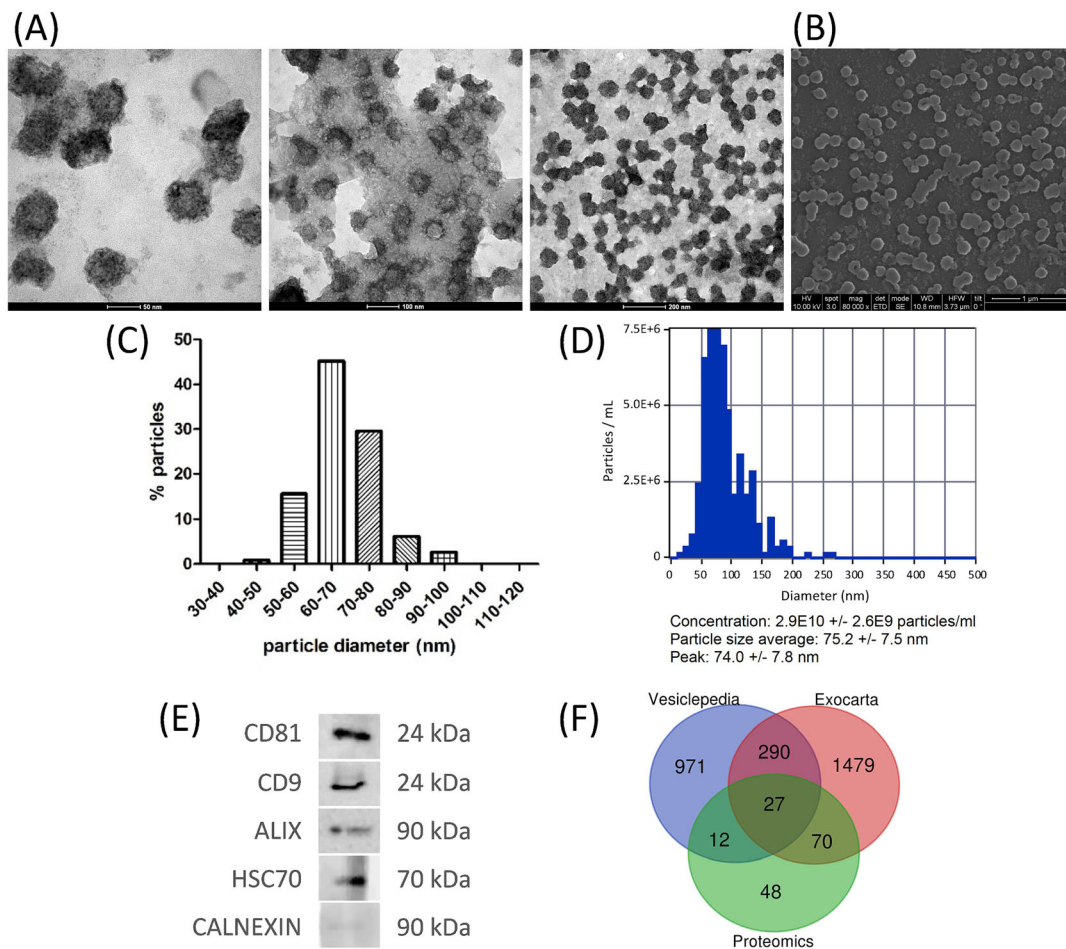 (A)
(B)
50 nm
100 nm
200 nm
HV spot mag det mode WD HFW tilt
10.00 kV 3.0 80 000 x ETD SE 10.8 mm 3.73 µm 0 ° 1 µm
(C)
50
40
30
20
10
0
% particles
30-40 40-50 50-60 60-70 70-80 80-90 90-100 100-110 110-120
particle diameter (nm)
(D)
7.5E+6
5.0E+6
2.5E+6
0
Particles / mL
0 50 100 150 200 250 300 350 400 450 500
Diameter (nm)
Concentration: 2.9E10 +/- 2.6E9 particles/ml
Particle size average: 75.2 +/- 7.5 nm
Peak: 74.0 +/- 7.8 nm
(E)
CD81 24 kDa
CD9 24 kDa
ALIX 90 kDa
HSC70 70 kDa
CALNEXIN 90 kDa
(F)
Vesiclepedia Exocarta
971 290 1479
27
12 70
48
Proteomics